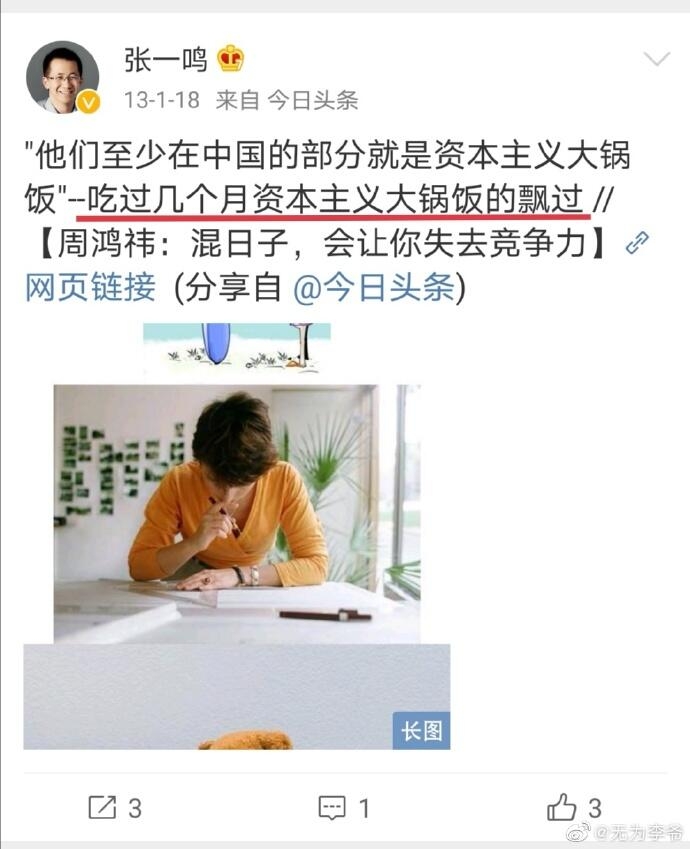 张一鸣
13-1-18 来自 今日头条
"他们至少在中国的部分就是资本主义大锅
饭"--吃过几个月资本主义大锅饭的飘过 //
【周鸿祎：混日子，会让你失去竞争力】
网页链接 (分享自 @今日头条)
长图
3
1
3
@无为李爷